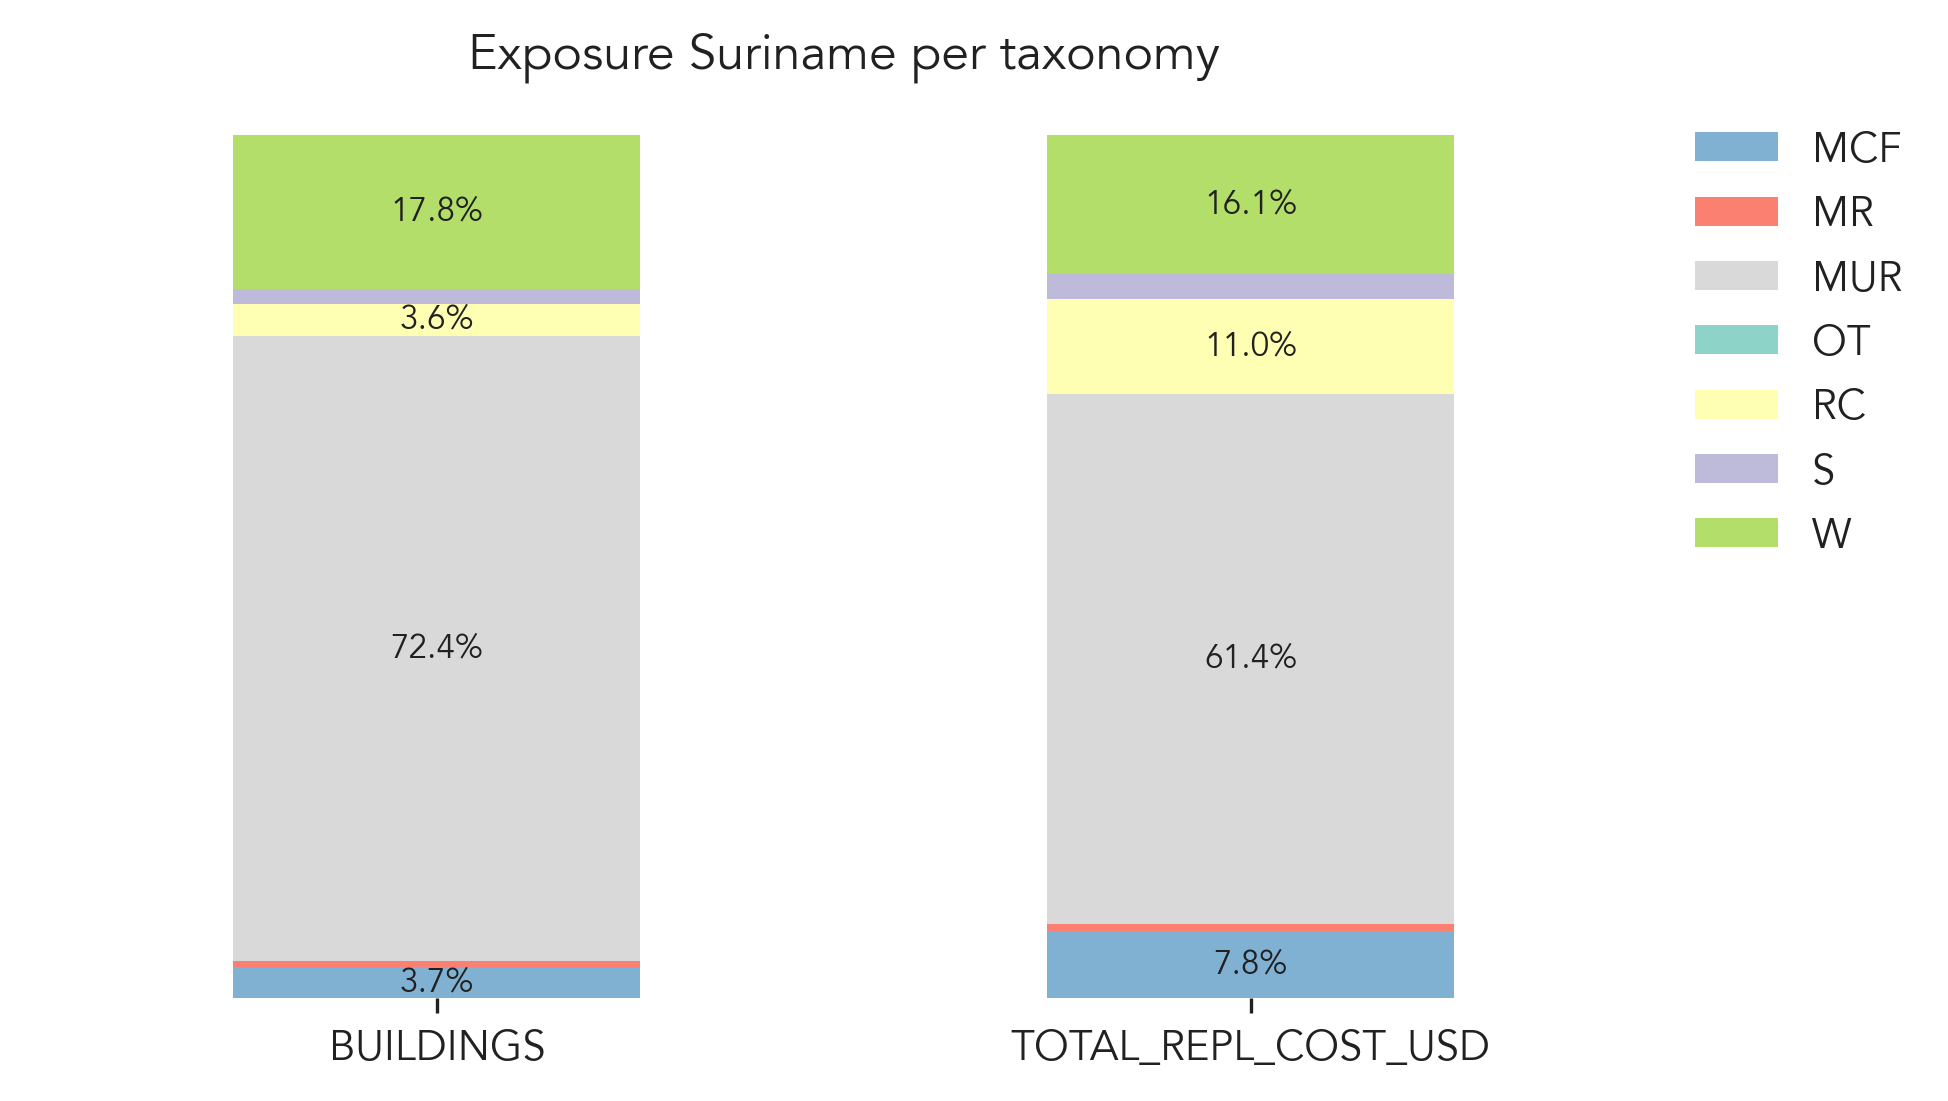 Exposure Suriname per taxonomy
17.8%
3.6%
72.4%
3.7%
BUILDINGS
16.1%
11.0%
61.4%
7.8%
TOTAL_REPL_COST_USD
MCF
MR
MUR
OT
RC
S
W